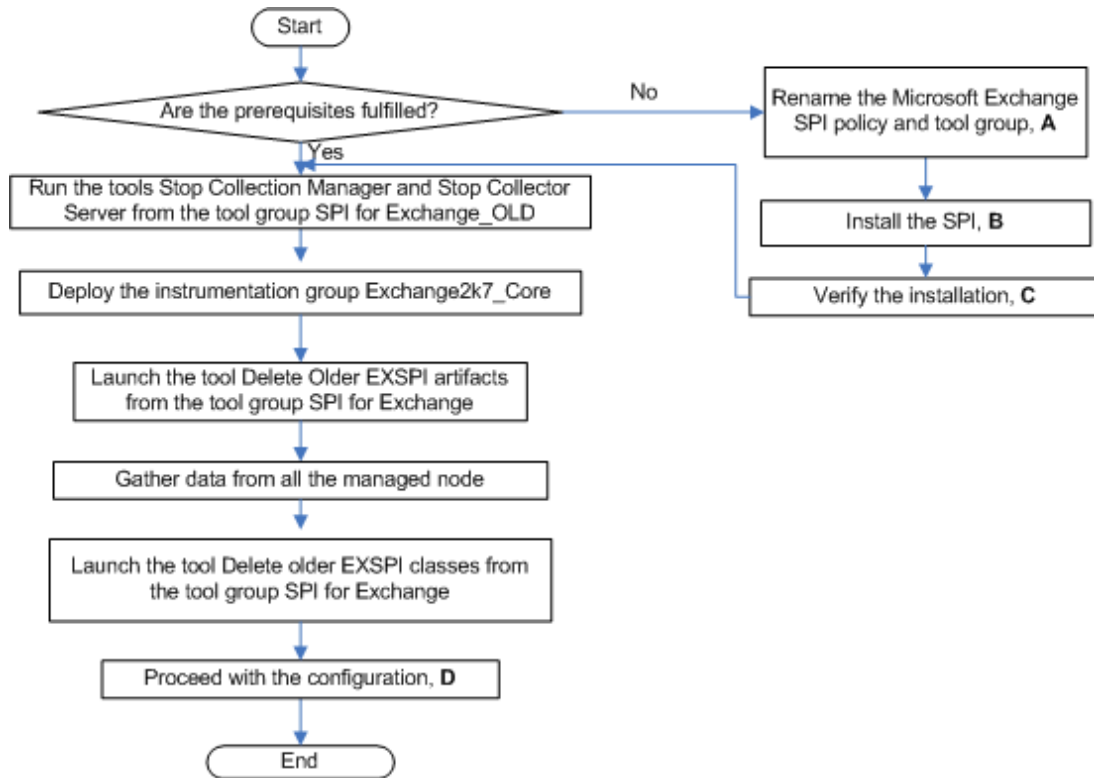 Start
Are the prerequisites fulfilled?
No
Rename the Microsoft Exchange
SPI policy and tool group, A
Yes
Run the tools Stop Collection Manager and Stop Collector
Server from the tool group SPI for Exchange_OLD
Install the SPI, B
Deploy the instrumentation group Exchange2k7_Core
Verify the installation, C
Launch the tool Delete Older EXSPI artifacts
from the tool group SPI for Exchange
Gather data from all the managed node
Launch the tool Delete older EXSPI classes from
the tool group SPI for Exchange
Proceed with the configuration, D
End